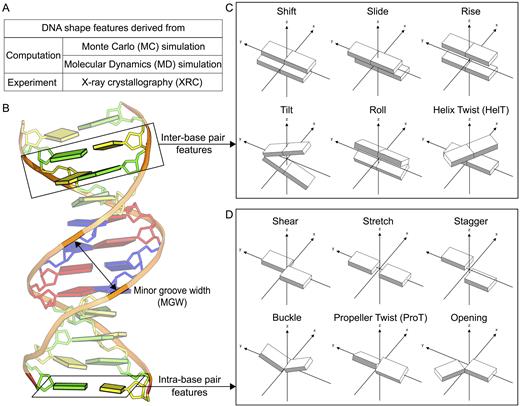 A
DNA shape features derived from
Computation
Monte Carlo (MC) simulation
Molecular Dynamics (MD) simulation
Experiment
X-ray crystallography (XRC)
B
Inter-base pair
features
Minor groove width
(MGW)
Intra-base pair
features
C
Shift
Slide
Rise
z
x
y
z
x
y
z
x
y
Tilt
Roll
Helix Twist (HelT)
z
x
y
z
x
y
z
x
y
D
Shear
Stretch
Stagger
z
x
y
z
x
y
z
x
y
Buckle
Propeller Twist (ProT)
Opening
z
x
y
z
x
y
z
x
y